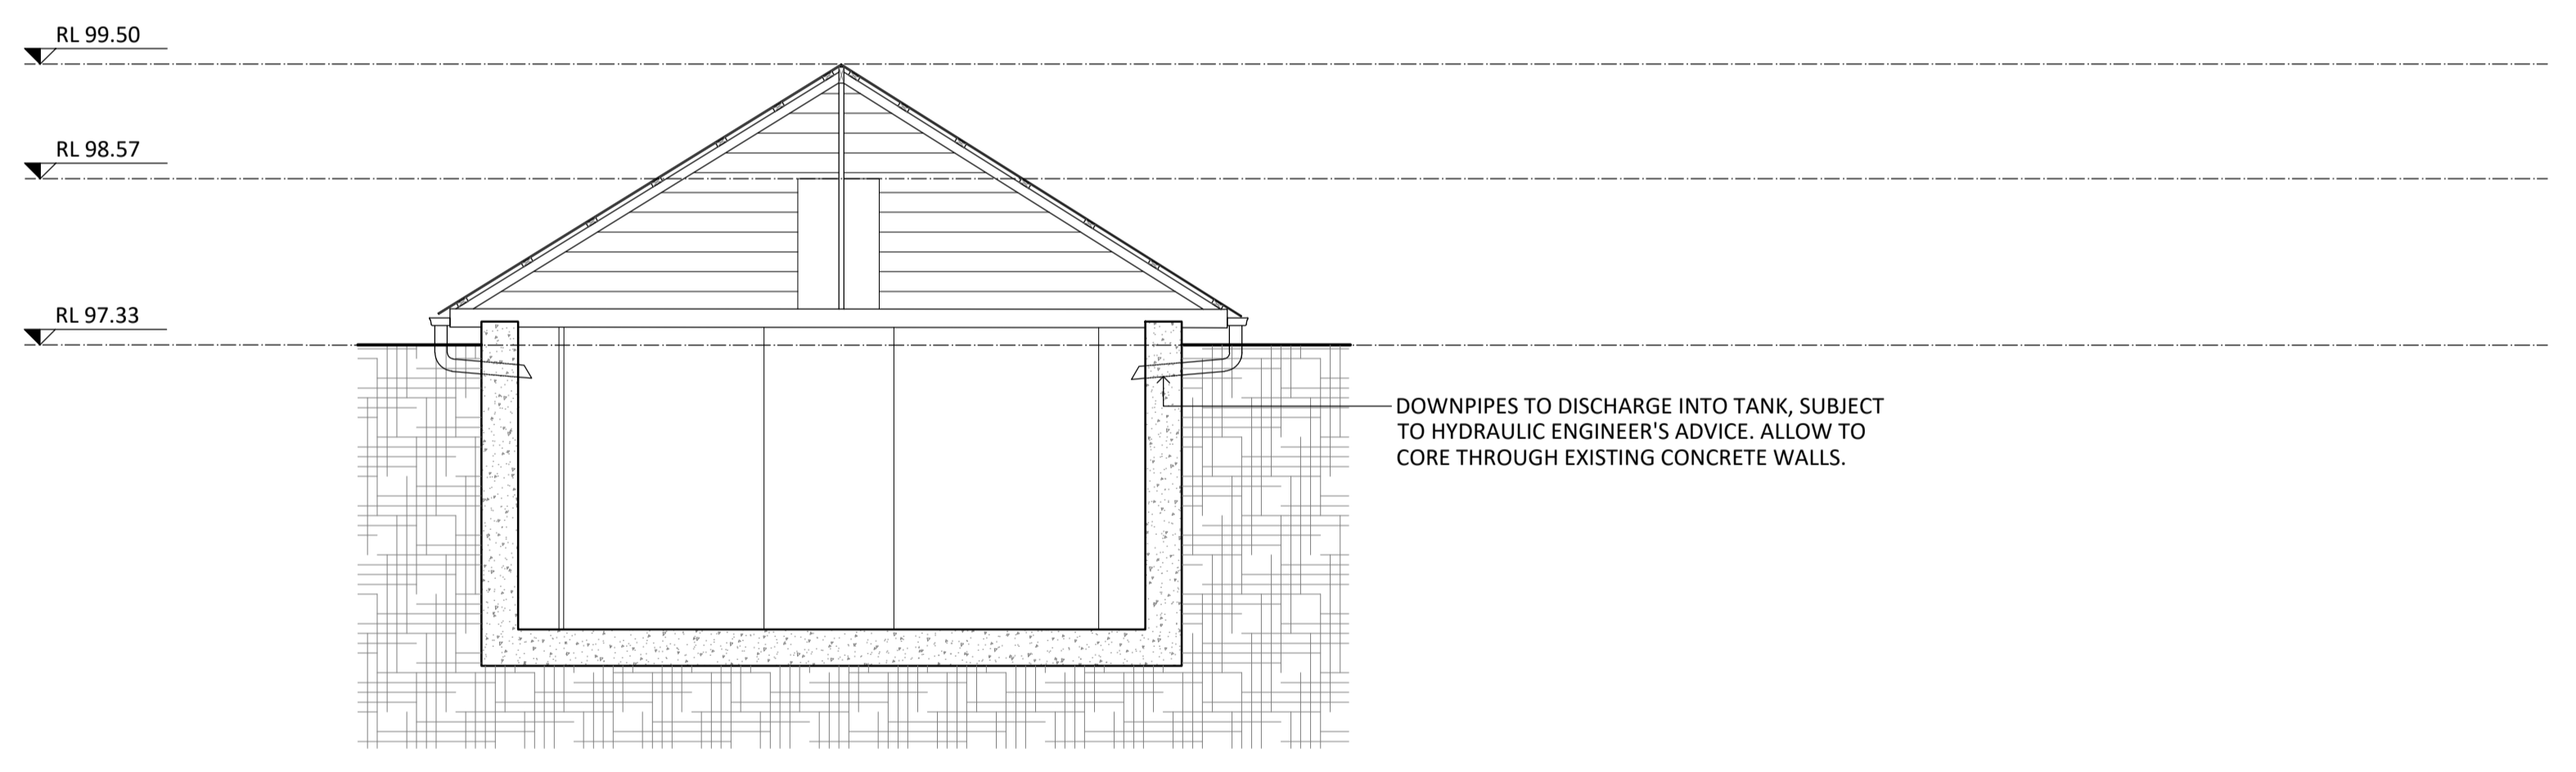 RL 99.50
RL 98.57
RL 97.33
DOWNPIPES TO DISCHARGE INTO TANK, SUBJECT
TO HYDRAULIC ENGINEER'S ADVICE. ALLOW TO
CORE THROUGH EXISTING CONCRETE WALLS.